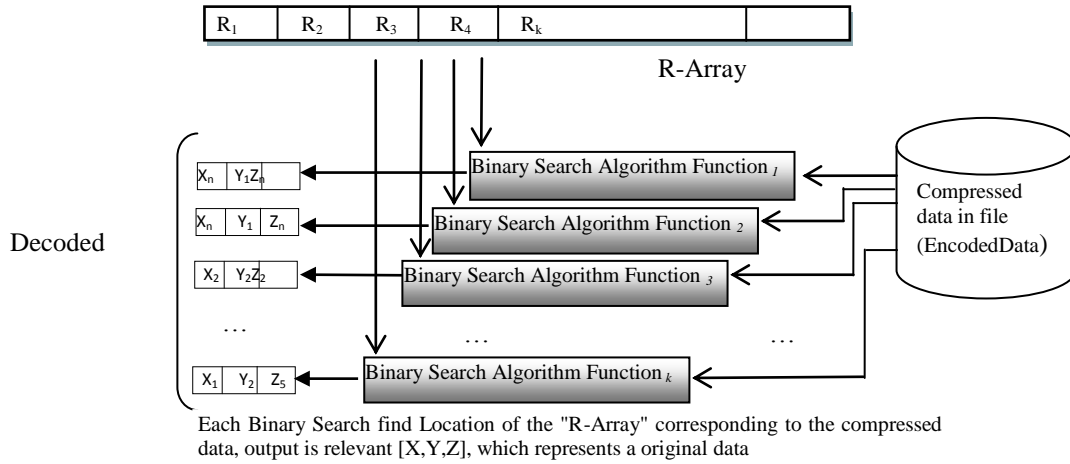 R1 R2 R3 R4 Rk
R-Array
Binary Search Algorithm Function 1
Xn Y1Zn
Compressed
data in file
(EncodedData)
Binary Search Algorithm Function 2
Xn Y1 Zn
Decoded
Binary Search Algorithm Function 3
X2 Y2Z2
… … …
Binary Search Algorithm Function k
X1 Y2 Z5
Each Binary Search find Location of the "R-Array" corresponding to the compressed
data, output is relevant [X,Y,Z], which represents a original data